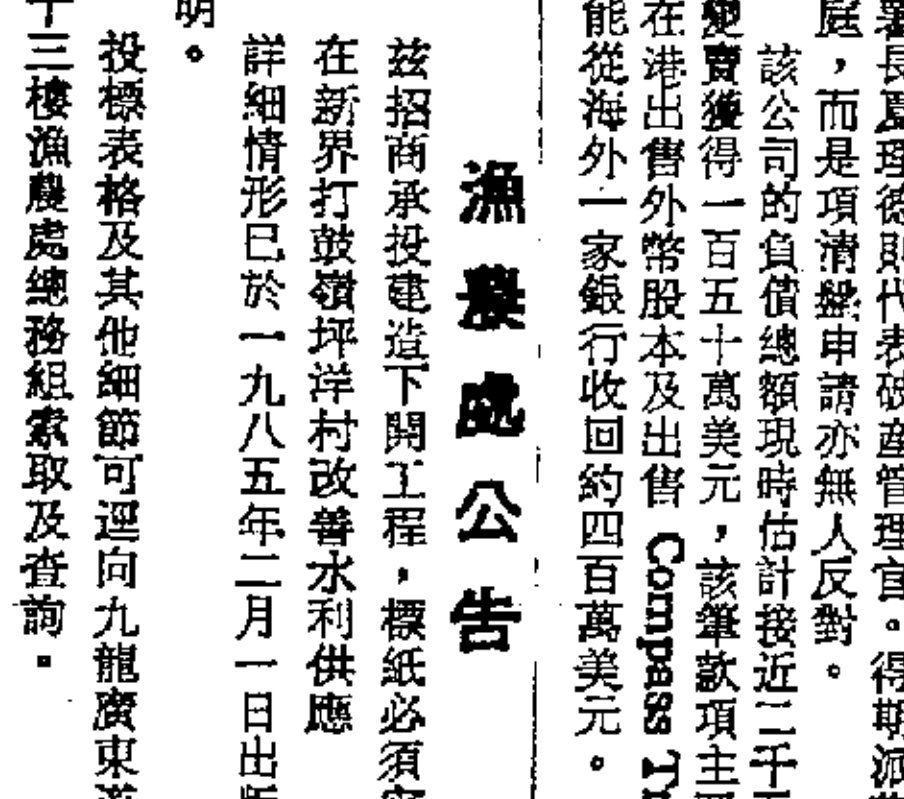 署長夏理德則代表破產管理官。得期派
庭，而是項清盤申請亦無人反對。
該公司的負債總額現時估計接近二千
變賣獲得一百五十萬美元，該筆款項主
在港出售外幣股本及出售 Compass T
能從海外一家銀行收回約四百萬美元。
漁農處公告
茲招商承投建造下開工程，標紙必須
在新界打鼓嶺坪洋村改善水利供應
詳細情形已於一九八五年二月一日出版
明。
投標表格及其他細節可逕向九龍廣東道
十三樓漁農處總務組索取及查詢。